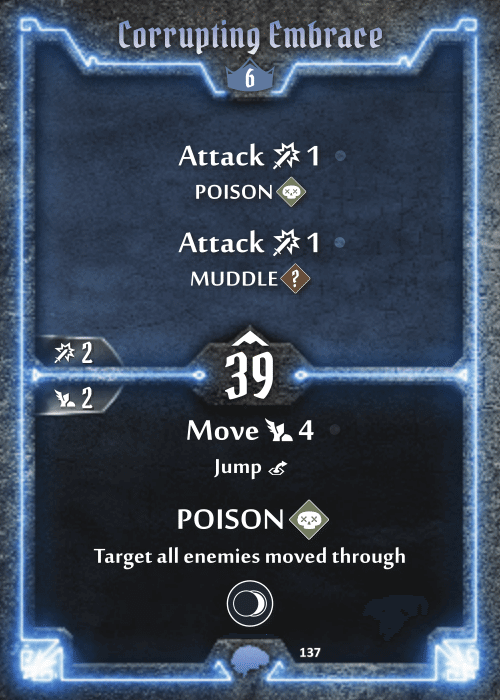 Corrupting Embrace
6
Attack 1
POISON
Attack 1
MUDDLE ?
2
39
2
Move 4
Jump
POISON
Target all enemies moved through
137